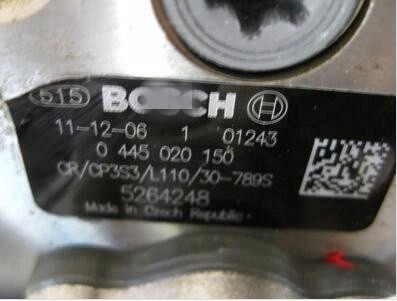 515 BOSCH
11-12-06 1 01243
0 445 020 150
CR/CP3S3/L110/30-789S
5264248
Made in Czech Republic